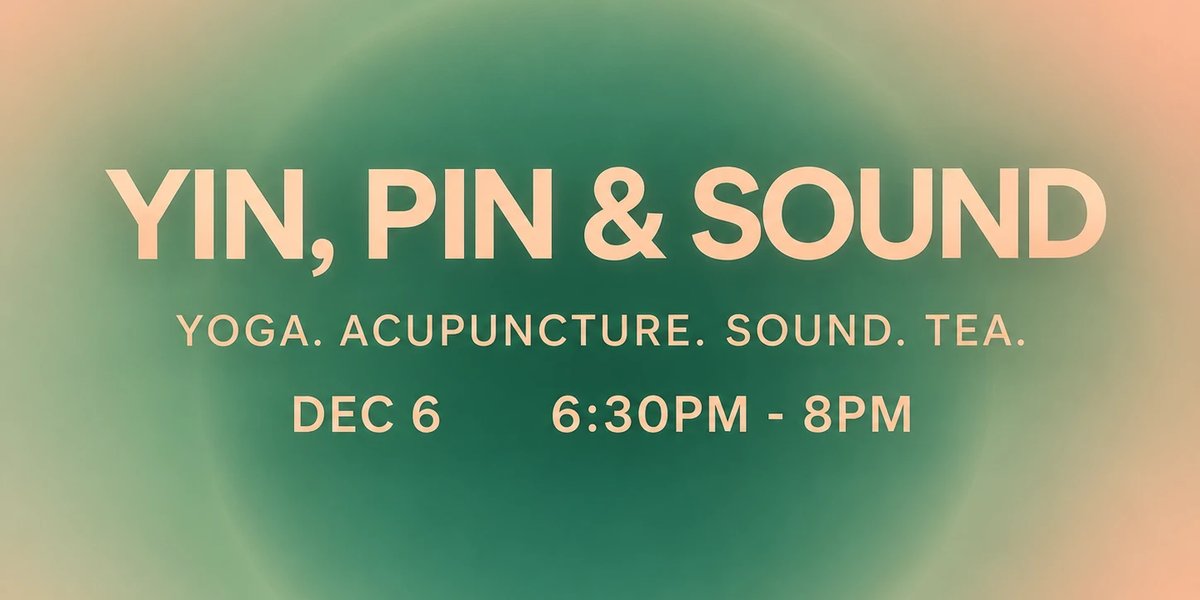 YIN, PIN & SOUND
YOGA. ACUPUNCTURE. SOUND. TEA.
DEC 6 6:30PM - 8PM